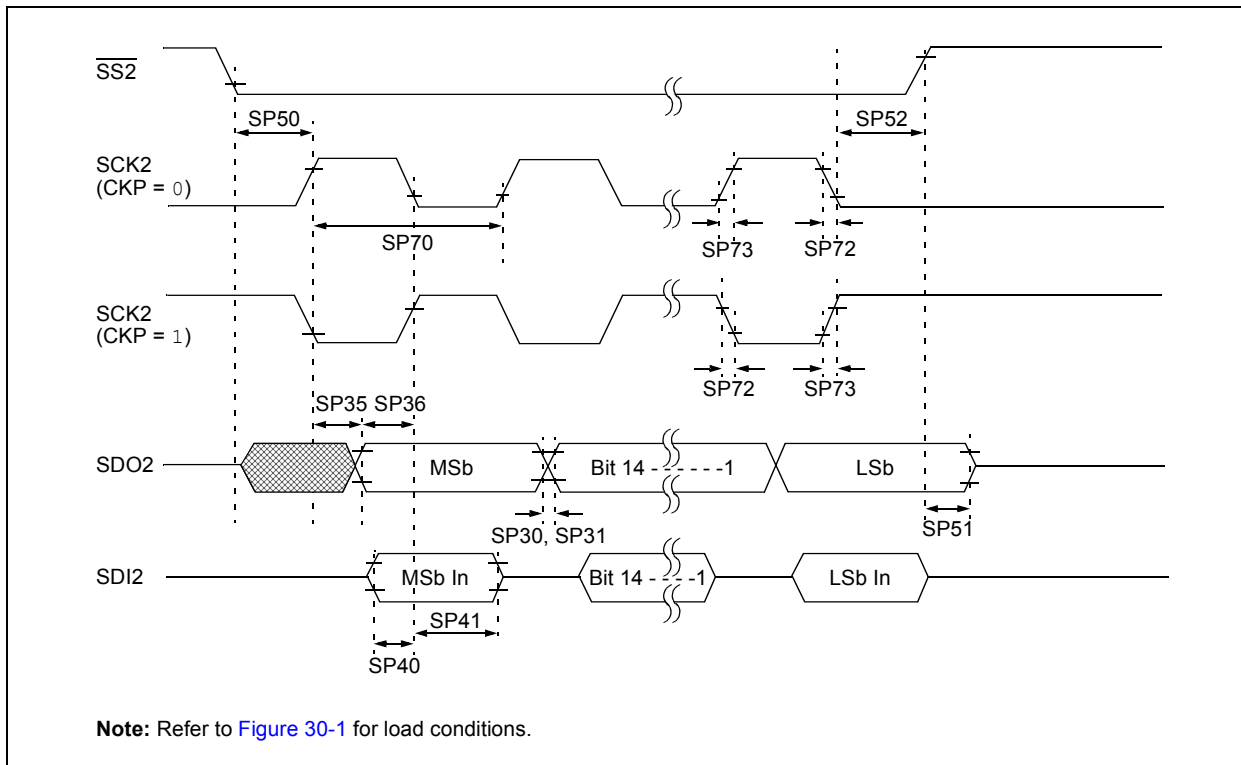 SS2
SP50
SP52
SCK2
(CKP = 0)
SP70
SP73
SP72
SCK2
(CKP = 1)
SP72
SP73
SP35 SP36
SDO2
MSb
Bit 14 - - - - - - -1
LSb
SP30, SP31
SP51
SDI2
MSb In
Bit 14 - - - - -1
LSb In
SP41
SP40
Note: Refer to Figure 30-1 for load conditions.